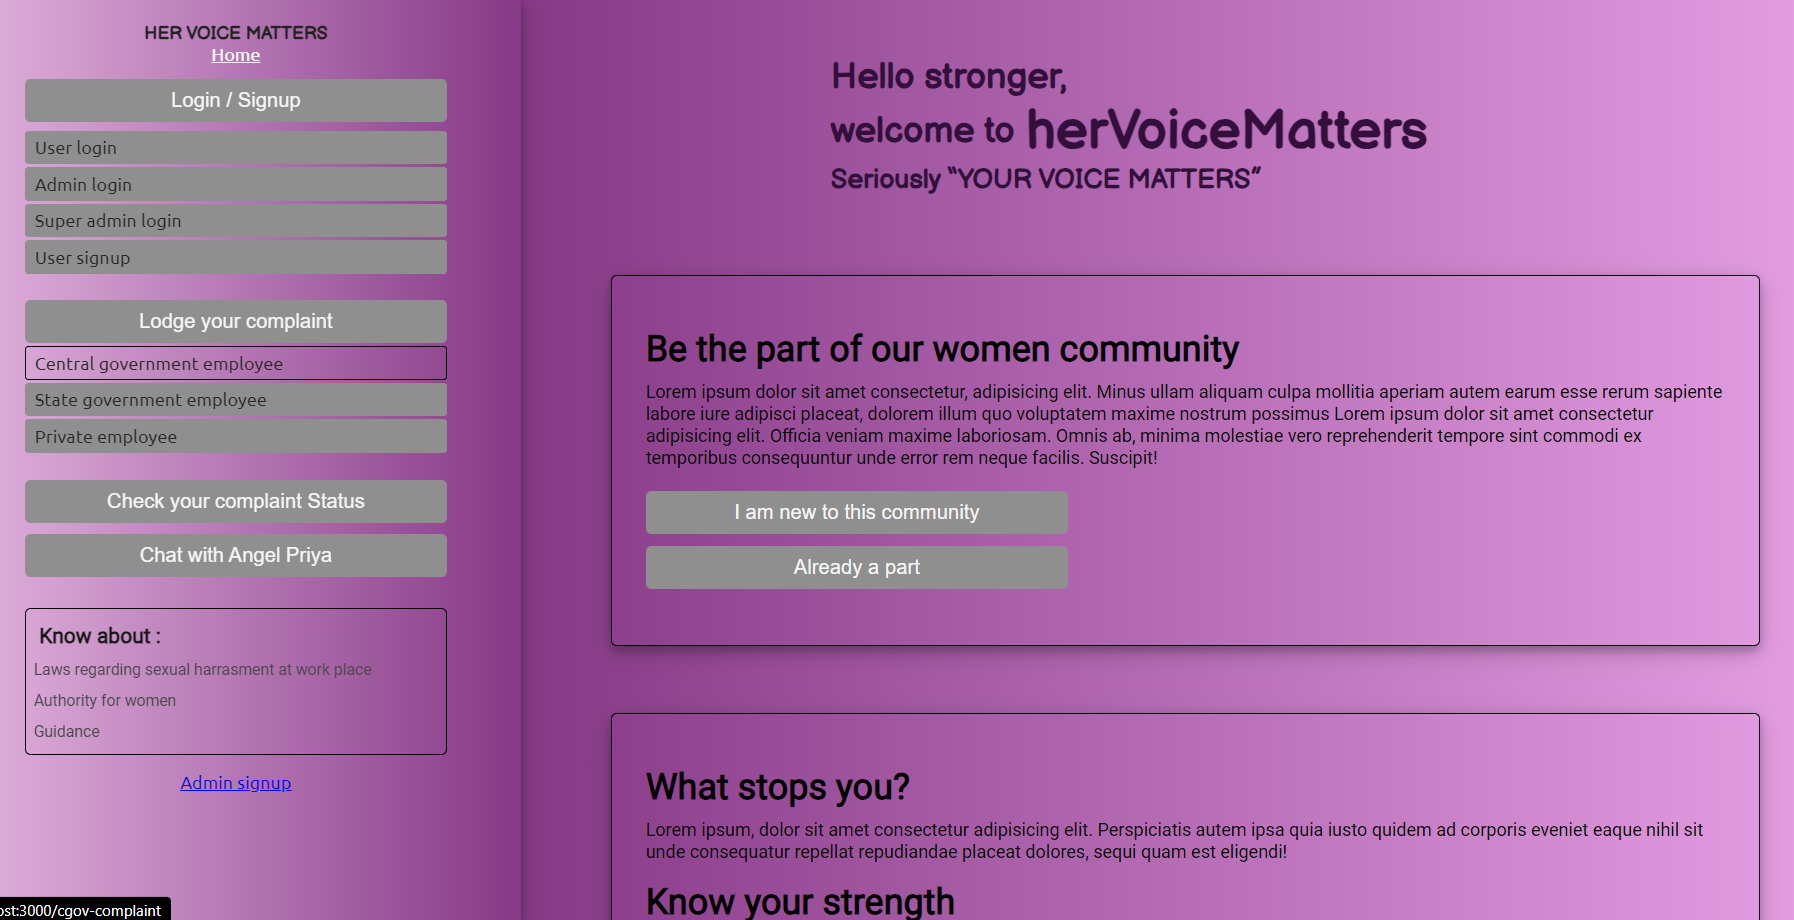 HER VOICE MATTERS
Home
Login / Signup
User login
Admin login
Super admin login
User signup
Lodge your complaint
Central government employee
State government employee
Private employee
Check your complaint Status
Chat with Angel Priya
Know about :
Laws regarding sexual harrasment at work place
Authority for women
Guidance
Admin signup
ost:3000/cgov-complaint
Hello stronger,
welcome to herVoiceMatters
Seriously “YOUR VOICE MATTERS”
Be the part of our women community
Lorem ipsum dolor sit amet consectetur, adipisicing elit. Minus ullam aliquam culpa mollitia aperiam autem earum esse rerum sapiente
labore iure adipisci placeat, dolorem illum quo voluptatem maxime nostrum possimus Lorem ipsum dolor sit amet consectetur
adipisicing elit. Officia veniam maxime laboriosam. Omnis ab, minima molestiae vero reprehenderit tempore sint commodi ex
temporibus consequuntur unde error rem neque facilis. Suscipit!
I am new to this community
Already a part
What stops you?
Lorem ipsum, dolor sit amet consectetur adipisicing elit. Perspiciatis autem ipsa quia iusto quidem ad corporis eveniet eaque nihil sit
unde consequatur repellat repudiandae placeat dolores, sequi quam est eligendi!
Know your strength